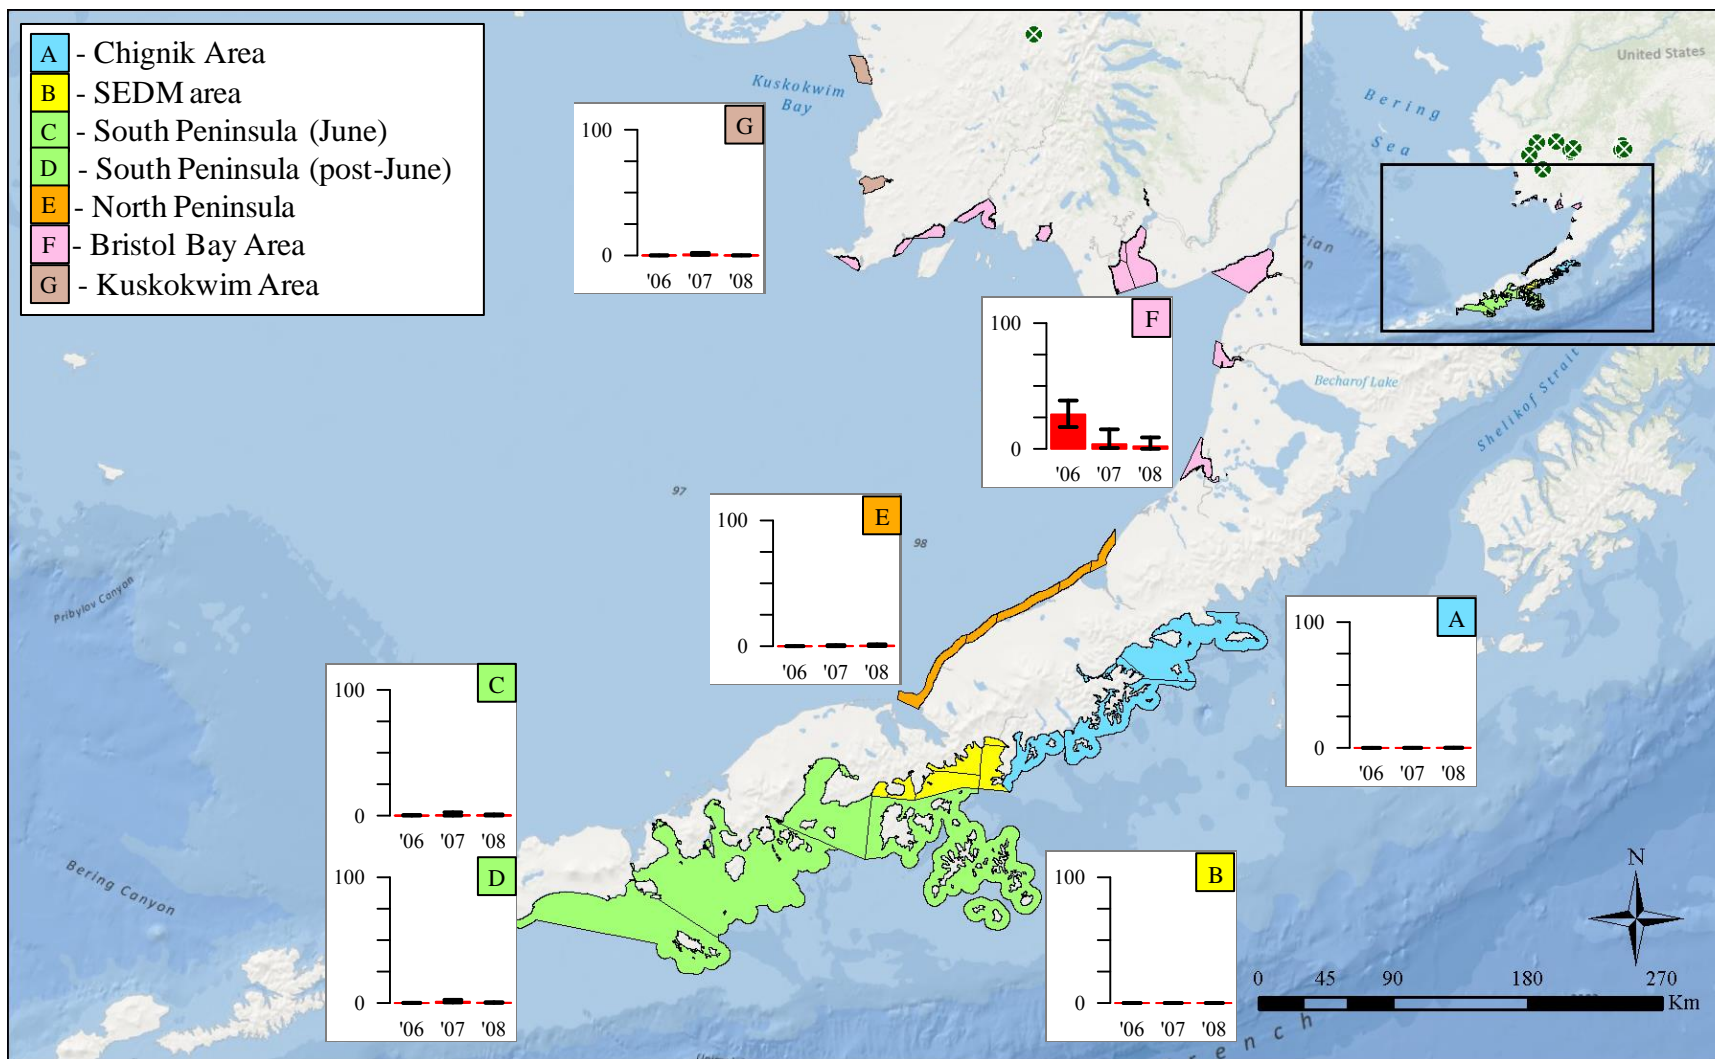 A - Chignik Area
B - SEDM area
C - South Peninsula (June)
D - South Peninsula (post-June)
E - North Peninsula
F - Bristol Bay Area
G - Kuskokwim Area
Kuskokwim
Bay
United States
Bering
Sea
G
100
0
'06 '07 '08
F
100
0
'06 '07 '08
Becharof Lake
Shelikof Strait
97
98
E
100
0
'06 '07 '08
Pribylov Canyon
A
100
0
'06 '07 '08
C
100
0
'06 '07 '08
D
100
0
'06 '07 '08
B
100
0
'06 '07 '08
Bering Canyon
N
0 45 90 180 270
Km